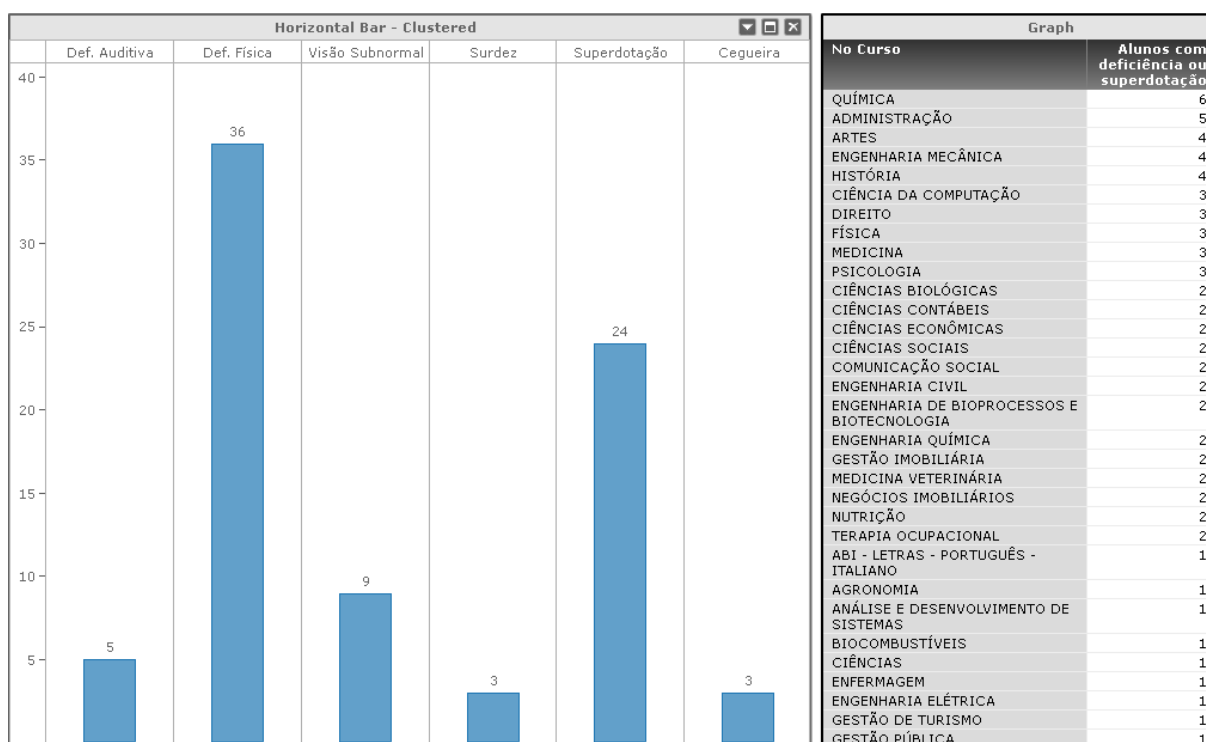 Horizontal Bar - Clustered
Def. Auditiva Def. Física Visão Subnormal Surdez Superdotação Cegueira
40
35
30
25
20
15
10
5
5
36
9
3
24
3
Graph
No Curso Alunos com
deficiência ou
superdotação
QUÍMICA 6
ADMINISTRAÇÃO 5
ARTES 4
ENGENHARIA MECÂNICA 4
HISTÓRIA 4
CIÊNCIA DA COMPUTAÇÃO 3
DIREITO 3
FÍSICA 3
MEDICINA 3
PSICOLOGIA 3
CIÊNCIAS BIOLÓGICAS 2
CIÊNCIAS CONTÁBEIS 2
CIÊNCIAS ECONÔMICAS 2
CIÊNCIAS SOCIAIS 2
COMUNICAÇÃO SOCIAL 2
ENGENHARIA CIVIL 2
ENGENHARIA DE BIOPROCESSOS E 2
BIOTECNOLOGIA
ENGENHARIA QUÍMICA 2
GESTÃO IMOBILIÁRIA 2
MEDICINA VETERINÁRIA 2
NEGÓCIOS IMOBILIÁRIOS 2
NUTRIÇÃO 2
TERAPIA OCUPACIONAL 2
ABI - LETRAS - PORTUGUÊS - 1
ITALIANO
AGRONOMIA 1
ANÁLISE E DESENVOLVIMENTO DE 1
SISTEMAS
BIOCOMBUSTÍVEIS 1
CIÊNCIAS 1
ENFERMAGEM 1
ENGENHARIA ELÉTRICA 1
GESTÃO DE TURISMO 1
GESTÃO PÚBLICA 1